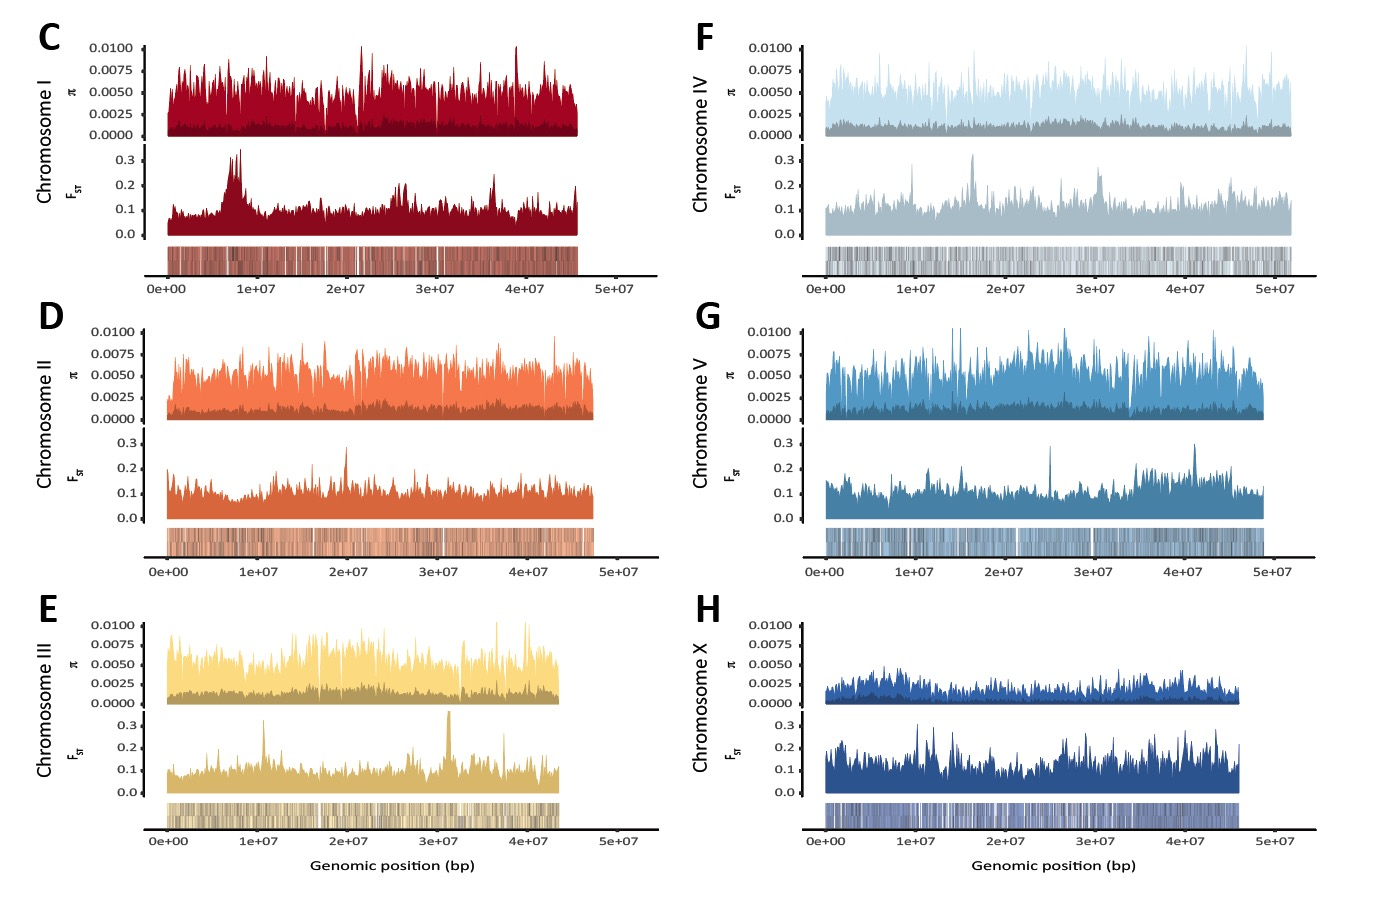 C
Chromosome I
π
0.0100
0.0075
0.0050
0.0025
0.0000
FST
0.3
0.2
0.1
0.0
0e+00 1e+07 2e+07 3e+07 4e+07 5e+07
F
Chromosome IV
π
0.0100
0.0075
0.0050
0.0025
0.0000
FST
0.3
0.2
0.1
0.0
0e+00 1e+07 2e+07 3e+07 4e+07 5e+07
D
Chromosome II
π
0.0100
0.0075
0.0050
0.0025
0.0000
FST
0.3
0.2
0.1
0.0
0e+00 1e+07 2e+07 3e+07 4e+07 5e+07
G
Chromosome V
π
0.0100
0.0075
0.0050
0.0025
0.0000
FST
0.3
0.2
0.1
0.0
0e+00 1e+07 2e+07 3e+07 4e+07 5e+07
E
Chromosome III
π
0.0100
0.0075
0.0050
0.0025
0.0000
FST
0.3
0.2
0.1
0.0
0e+00 1e+07 2e+07 3e+07 4e+07 5e+07
Genomic position (bp)
H
Chromosome X
π
0.0100
0.0075
0.0050
0.0025
0.0000
FST
0.3
0.2
0.1
0.0
0e+00 1e+07 2e+07 3e+07 4e+07 5e+07
Genomic position (bp)